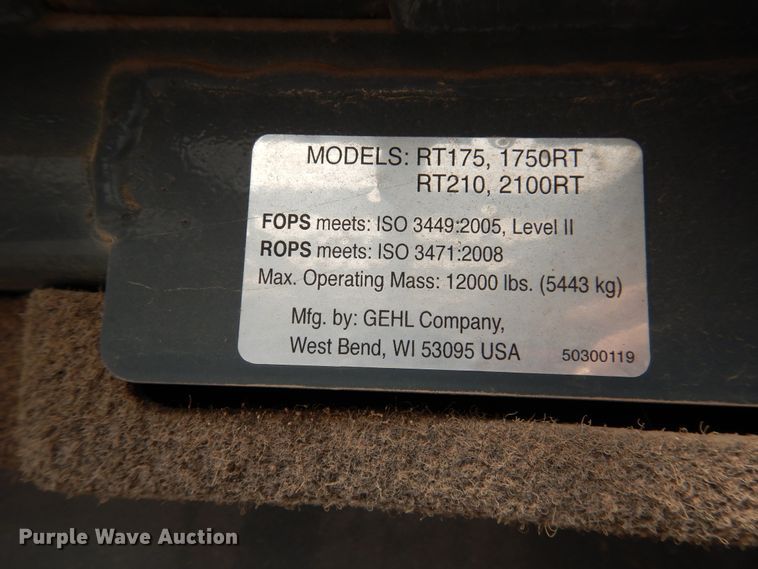 MODELS: RT175, 1750RT
RT210, 2100RT
FOPS meets: ISO 3449:2005, Level II
ROPS meets: ISO 3471:2008
Max. Operating Mass: 12000 lbs. (5443 kg)
Mfg. by: GEHL Company,
West Bend, WI 53095 USA
50300119
Purple Wave Auction